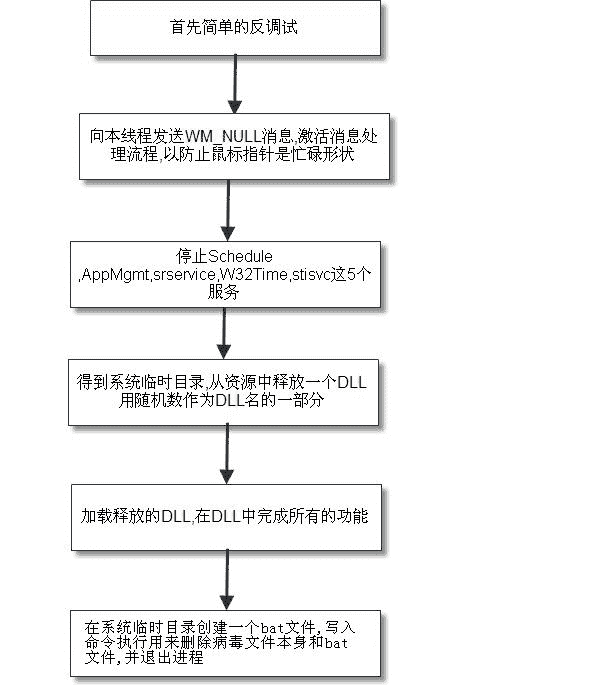 首先简单的反调试
向本线程发送WM_NULL消息,激活消息处
理流程,以防止鼠标指针是忙碌形状
停止Schedule
,AppMgmt,srservice,W32Time,stisvc这5个
服务
得到系统临时目录,从资源中释放一个DLL
用随机数作为DLL名的一部分
加载释放的DLL,在DLL中完成所有的功能
在系统临时目录创建一个bat文件,写入
命令执行用来删除病毒文件本身和bat
文件,并退出进程